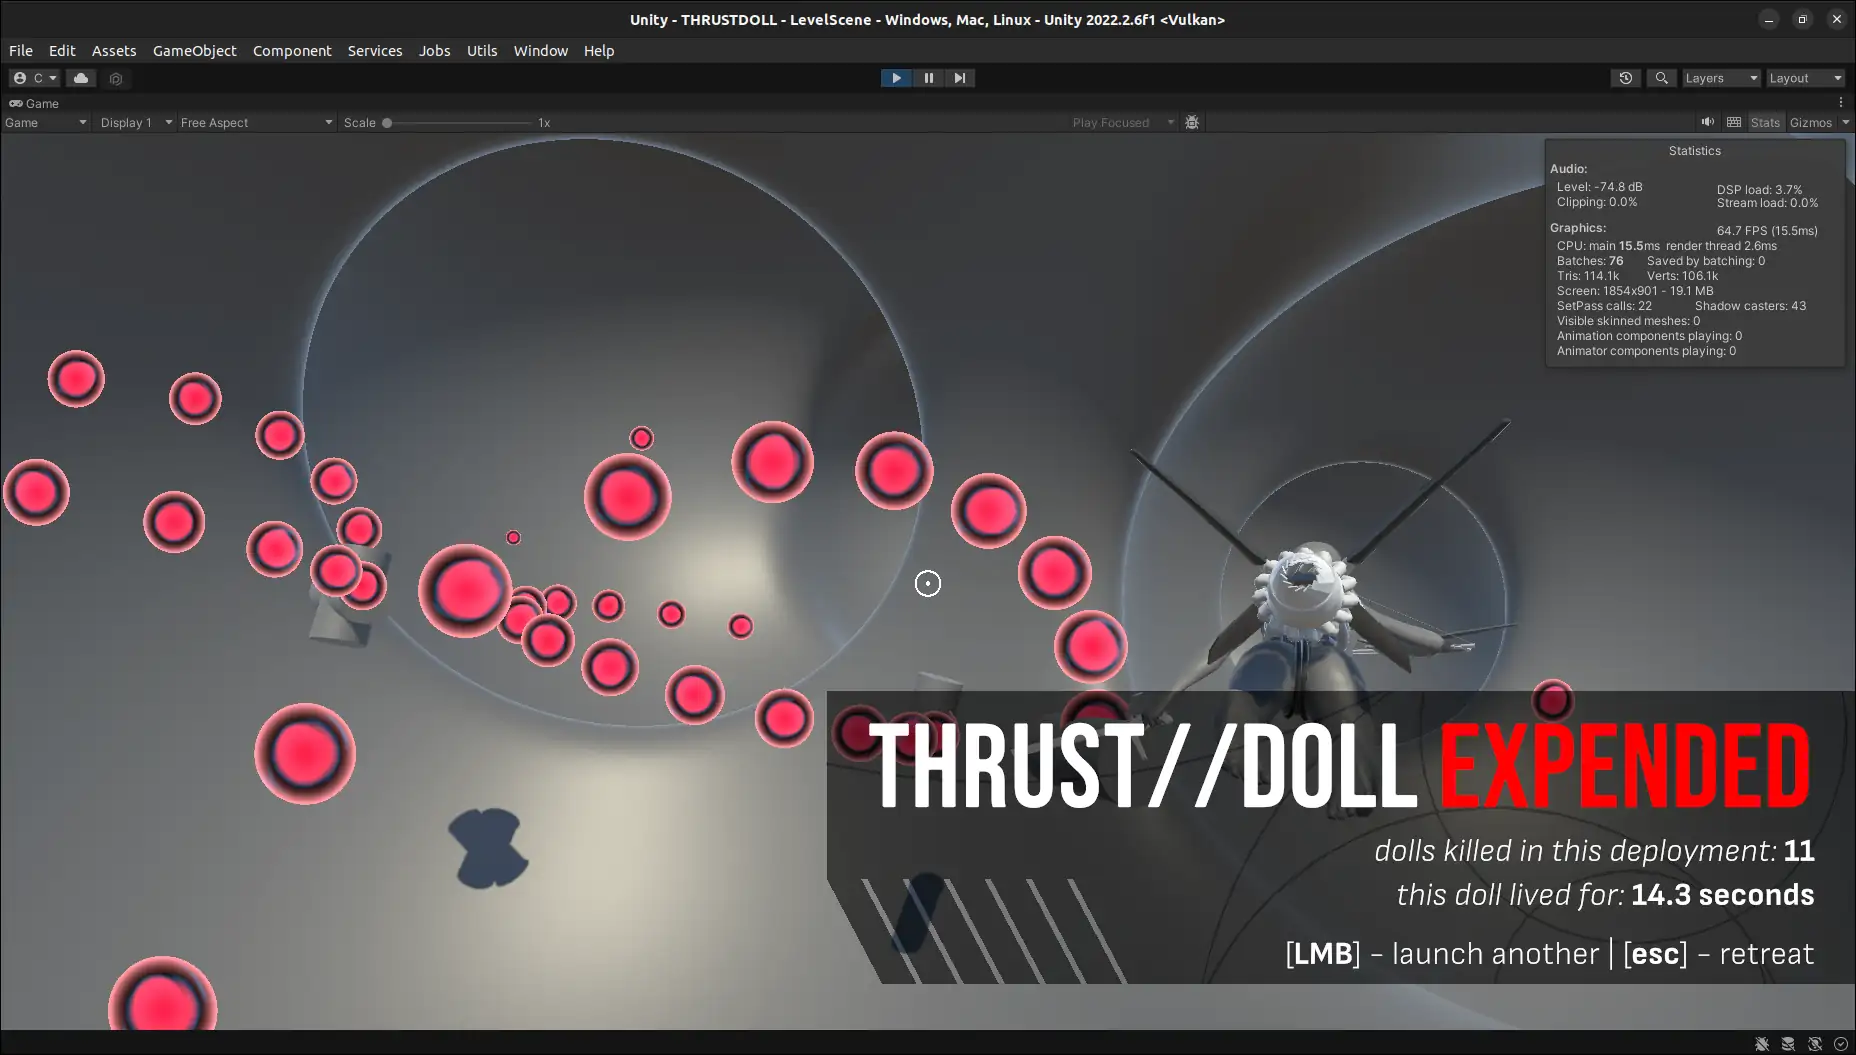 Unity - THRUSTDOLL - LevelScene - Windows, Mac, Linux - Unity 2022.2.6f1 <Vulkan>
File Edit Assets GameObject Component Services Jobs Utils Window Help
C Layers Layout
Game
Game Display 1 Free Aspect Scale 1x Play Focused Stats Gizmos
Statistics
Audio:
Level: -74.8 dB DSP load: 3.7%
Clipping: 0.0% Stream load: 0.0%
Graphics: 64.7 FPS (15.5ms)
CPU: main 15.5ms render thread 2.6ms
Batches: 76 Saved by batching: 0
Tris: 114.1k Verts: 106.1k
Screen: 1854x901 - 19.1 MB
SetPass calls: 22 Shadow casters: 43
Visible skinned meshes: 0
Animation components playing: 0
Animator components playing: 0
THRUST//DOLL EXPENDED
dolls killed in this deployment: 11
this doll lived for: 14.3 seconds
[LMB] - launch another | [esc] - retreat